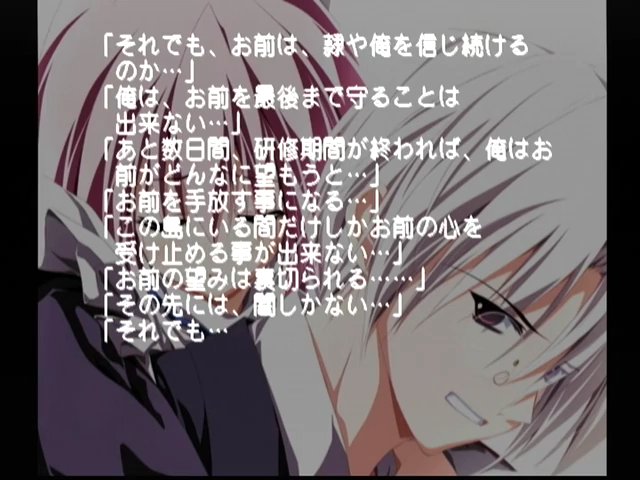 「それでも、お前は、翏や俺を信じ続ける
のか…」
「俺は、お前を最後まで守ることは
出来ない…」
「あと数日間、研修期間が終われば、俺はお
前がどんなに望もうと…」
「お前を手放す事になる…」
「この島にいる間だけしかお前の心を
受け止める事が出来ない…」
「お前の望みは裏切られる……」
「その先には、闇しかない…」
「それでも…